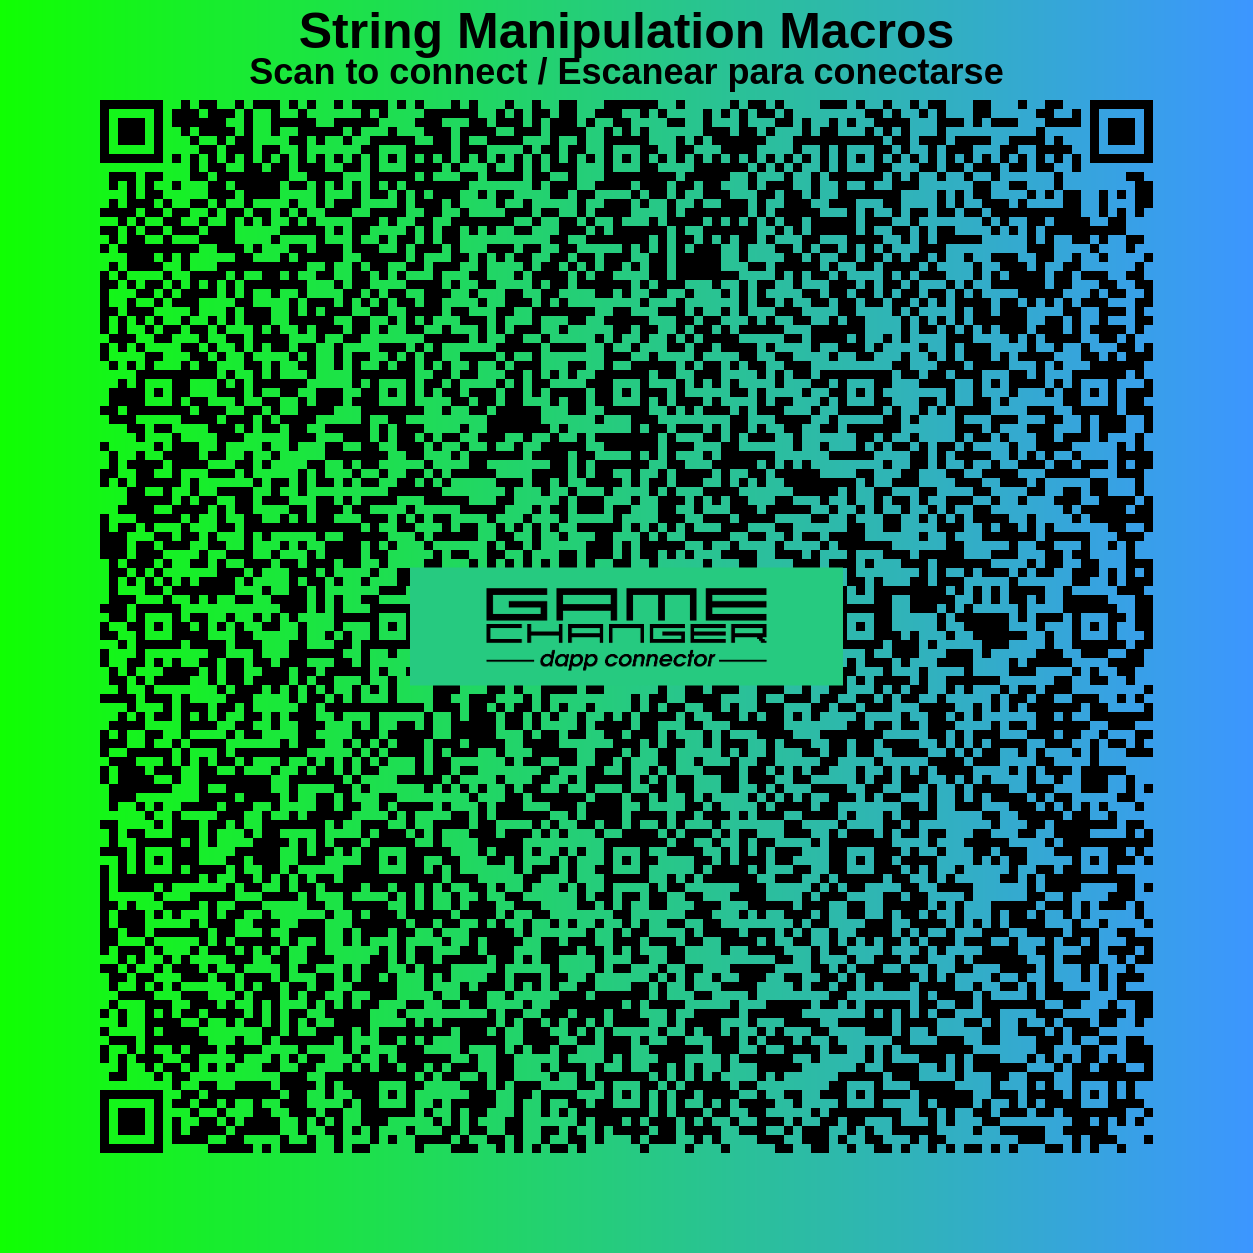 String Manipulation Macros
Scan to connect / Escanear para conectarse
GAME
CHANGER
dapp connector